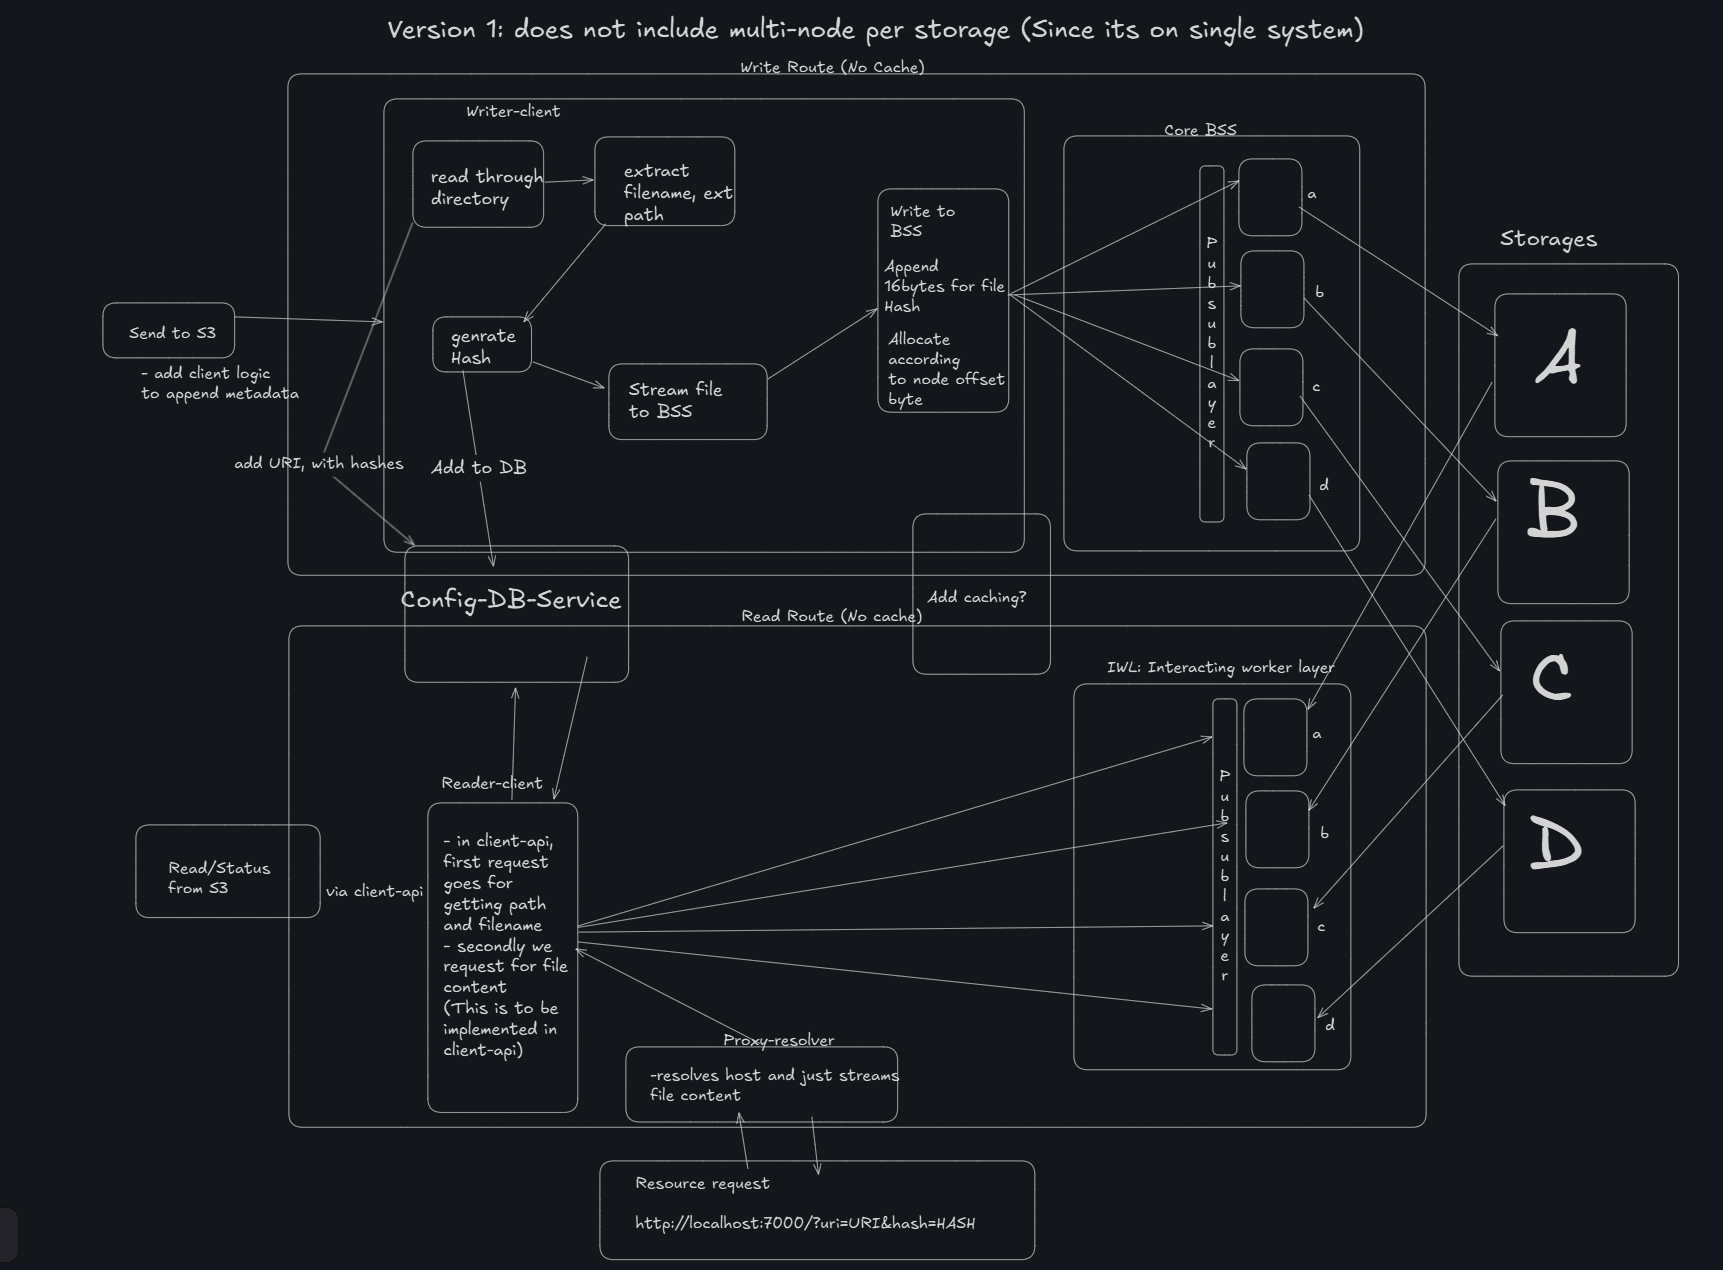 Version 1: does not include multi-node per storage (Since its on single system)
Write Route (No Cache)
Writer-client
read through
directory
extract
filename, ext
path
Write to
BSS
Append
16bytes for file
Hash
Allocate
according
to node offset
byte
Core BSS
P
u
b
s
u
b
l
a
y
e
r
a
b
c
d
Storages
A
B
C
D
Send to S3
- add client logic
to append metadata
genrate
Hash
Stream file
to BSS
add URI, with hashes
Add to DB
Config-DB-Service
Add caching?
Read Route (No cache)
IWL: Interacting worker layer
P
u
b
s
u
b
l
a
y
e
r
a
b
c
d
Reader-client
- in client-api,
first request
goes for
getting path
and filename
- secondly we
request for file
content
(This is to be
implemented in
client-api)
Read/Status
from S3
via client-api
Proxy-resolver
-resolves host and just streams
file content
Resource request
http://localhost:7000/?uri=URI&hash=HASH